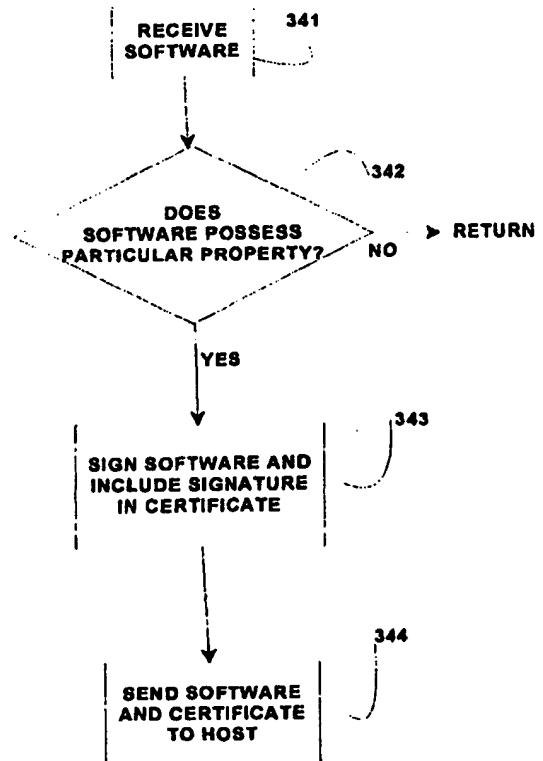 RECEIVE
SOFTWARE
341
342
DOES
SOFTWARE POSSESS
PARTICULAR PROPERTY?
NO
RETURN
YES
343
SIGN SOFTWARE AND
INCLUDE SIGNATURE
IN CERTIFICATE
344
SEND SOFTWARE
AND CERTIFICATE
TO HOST